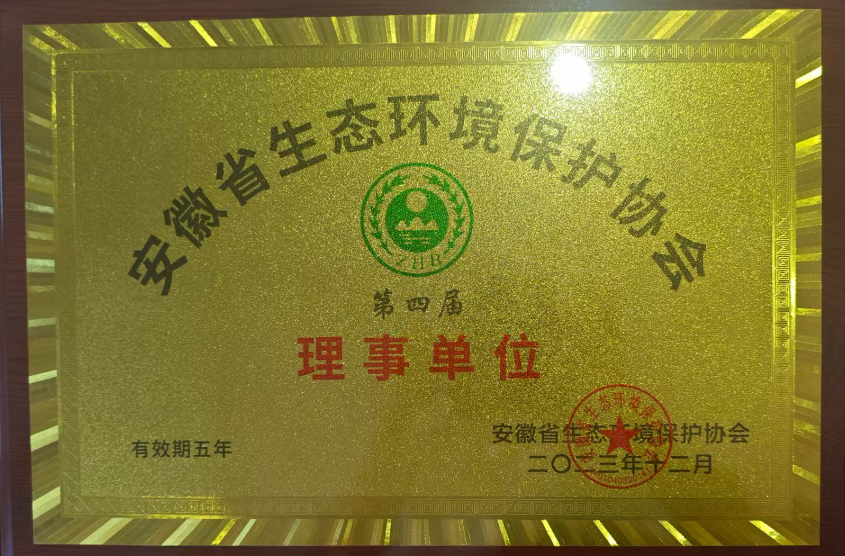 安徽省生态环境保护协会
ZHB
第四届
理事单位
有效期五年
安徽省生态环境保护协会
二〇二三年十二月